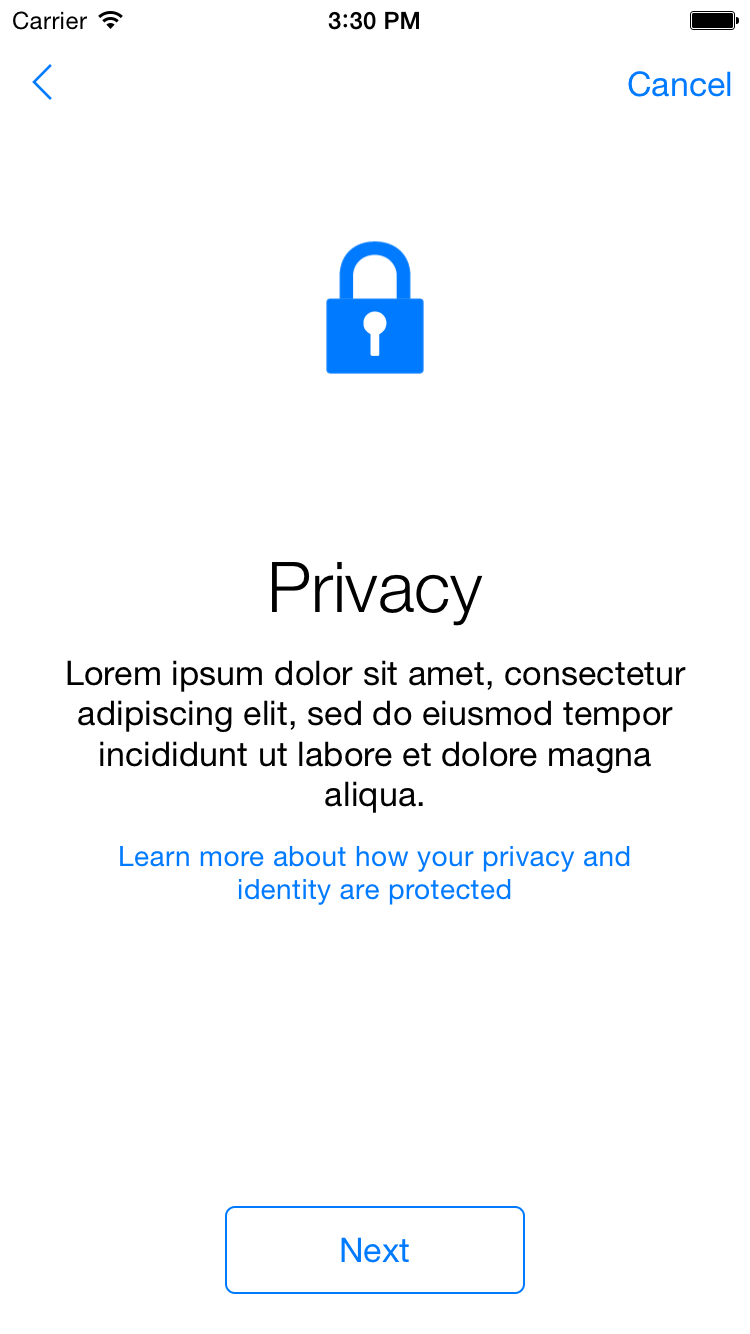 Carrier 3:30 PM
Cancel
Privacy
Lorem ipsum dolor sit amet, consectetur
adipiscing elit, sed do eiusmod tempor
incididunt ut labore et dolore magna
aliqua.
Learn more about how your privacy and
identity are protected
Next